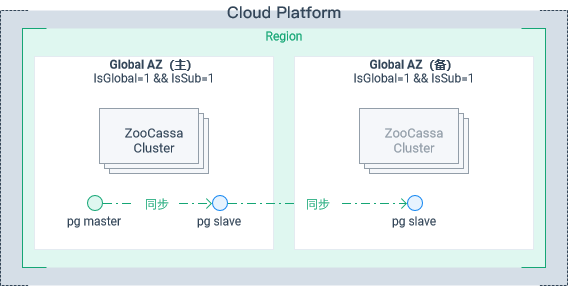 Cloud Platform
Region
Global AZ（主）
IsGlobal=1 && IsSub=1
ZooCassa
Cluster
同步
pg master
pg slave
Global AZ（备）
IsGlobal=1 && IsSub=1
ZooCassa
Cluster
同步
pg slave